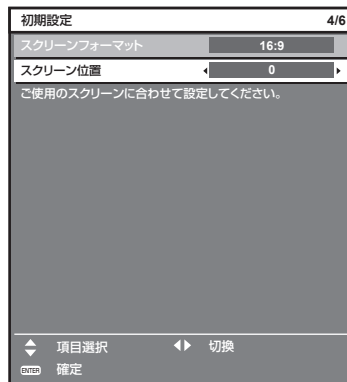 初期設定 4/6
スクリーンフォーマット 16:9
スクリーン位置 0
ご使用のスクリーンに合わせて設定してください。
項目選択 切換
ENTER 確定